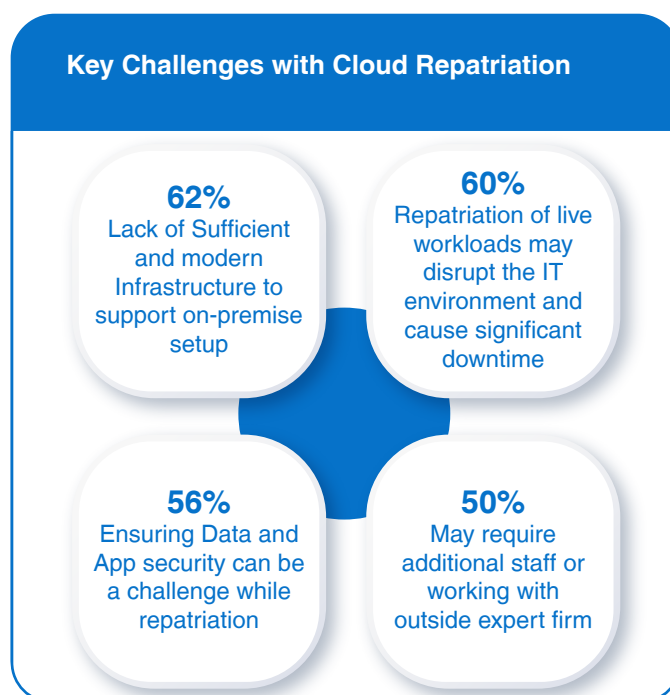 Key Challenges with Cloud Repatriation
62%
Lack of Sufficient
and modern
Infrastructure to
support on-premise
setup
60%
Repatriation of live
workloads may
disrupt the IT
environment and
cause significant
downtime
56%
Ensuring Data and
App security can be
a challenge while
repatriation
50%
May require
additional staff or
working with
outside expert firm